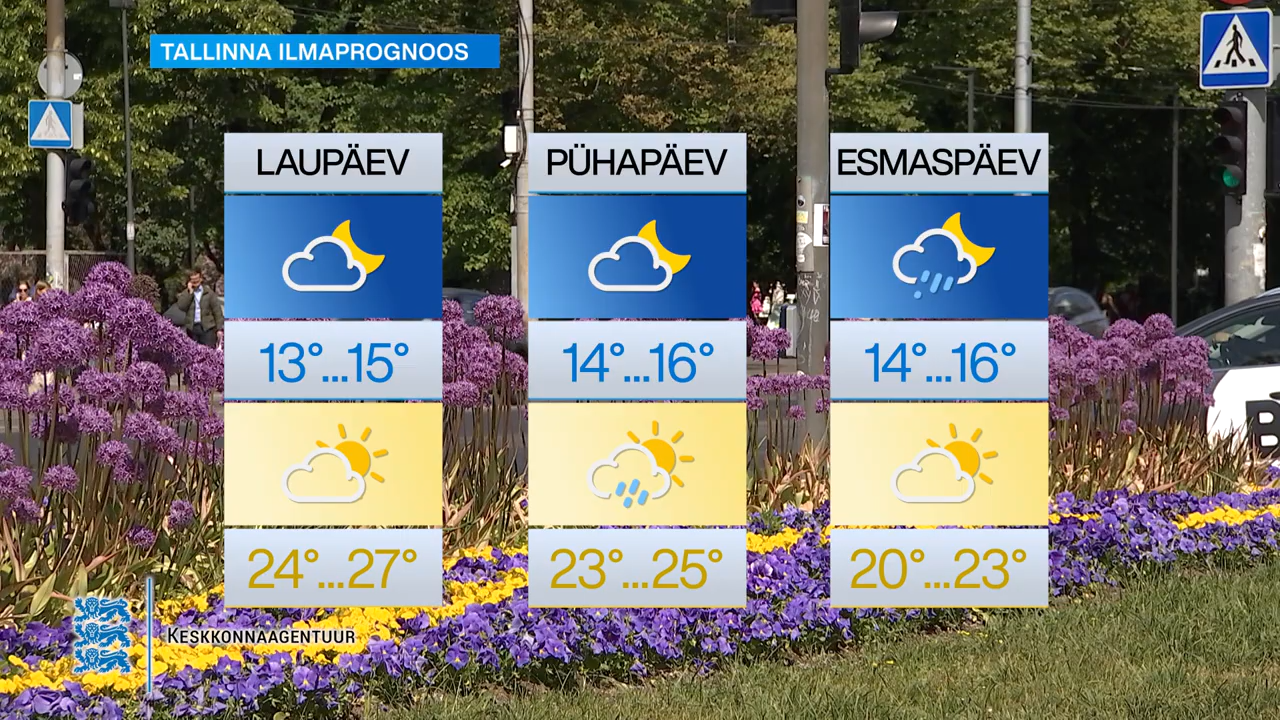 TALLINNA ILMAPROGNOOS
LAUPÄEV
13°...15°
24°...27°
PÜHAPÄEV
14°...16°
23°...25°
ESMASPÄEV
14°...16°
20°...23°
KESKKONNAAGENTUUR